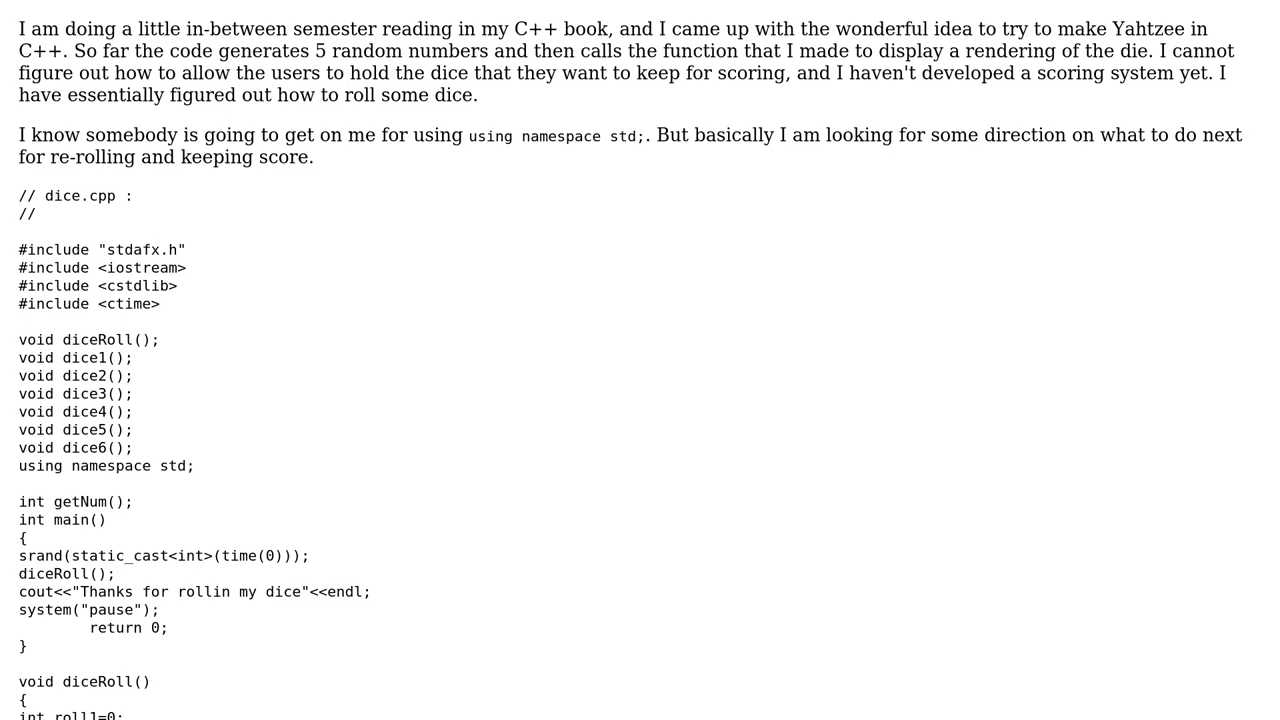 I am doing a little in-between semester reading in my C++ book, and I came up with the wonderful idea to try to make Yahtzee in
C++. So far the code generates 5 random numbers and then calls the function that I made to display a rendering of the die. I cannot
figure out how to allow the users to hold the dice that they want to keep for scoring, and I haven't developed a scoring system yet. I
have essentially figured out how to roll some dice.
I know somebody is going to get on me for using using namespace std;. But basically I am looking for some direction on what to do next
for re-rolling and keeping score.
// dice.cpp :
//
#include "stdafx.h"
#include <iostream>
#include <cstdlib>
#include <ctime>
void diceRoll();
void dice1();
void dice2();
void dice3();
void dice4();
void dice5();
void dice6();
using namespace std;
int getNum();
int main()
{
srand(static_cast<int>(time(0)));
diceRoll();
cout<<"Thanks for rollin my dice"<<endl;
system("pause");
        return 0;
}
void diceRoll()
{
int roll1=0;